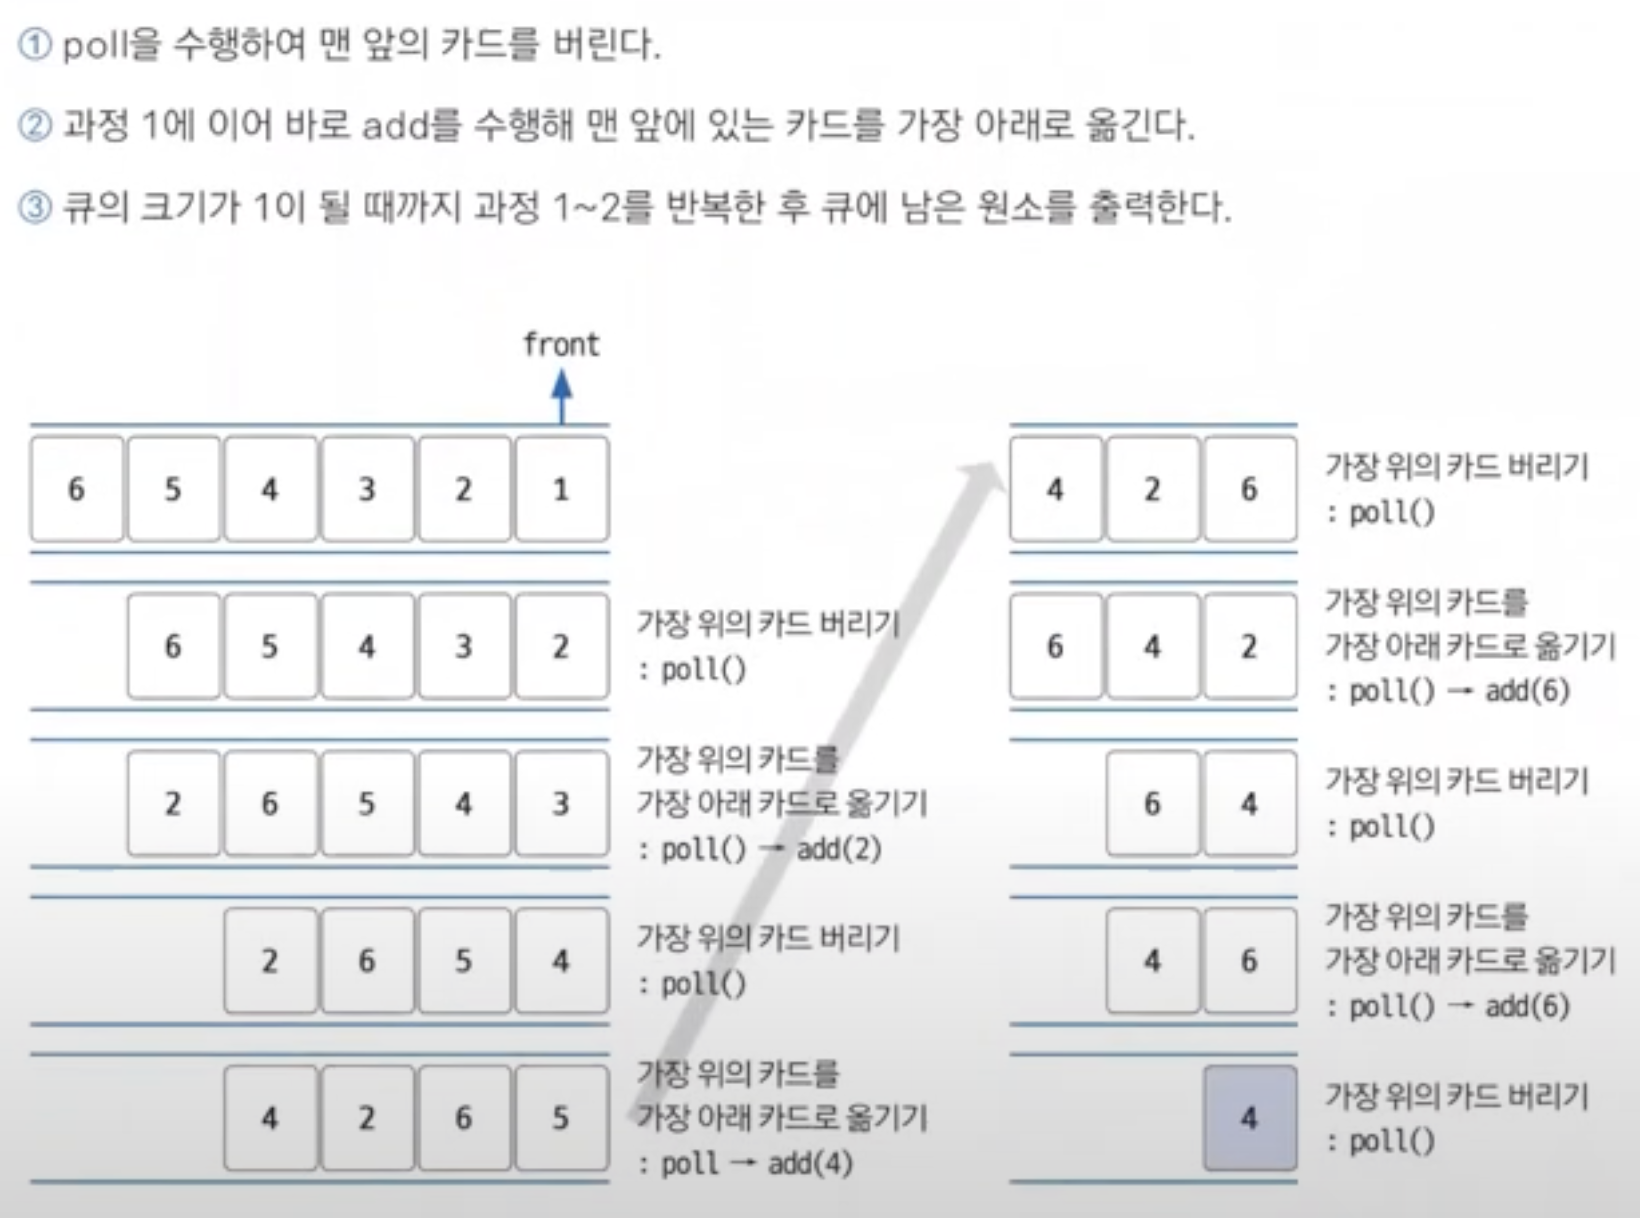 ① poll을 수행하여 맨 앞의 카드를 버린다.
② 과정 1에 이어 바로 add를 수행해 맨 앞에 있는 카드를 가장 아래로 옮긴다.
③ 큐의 크기가 1이 될 때까지 과정 1~2를 반복한 후 큐에 남은 원소를 출력한다.
front
6 5 4 3 2 1
6 5 4 3 2
가장 위의 카드 버리기
: poll()
2 6 5 4 3
가장 위의 카드를
가장 아래 카드로 옮기기
: poll() → add(2)
2 6 5 4
가장 위의 카드 버리기
: poll()
4 2 6 5
가장 위의 카드를
가장 아래 카드로 옮기기
: poll → add(4)
4 2 6
가장 위의 카드 버리기
: poll()
6 4 2
가장 위의 카드를
가장 아래 카드로 옮기기
: poll() → add(6)
6 4
가장 위의 카드 버리기
: poll()
4 6
가장 위의 카드를
가장 아래 카드로 옮기기
: poll() → add(6)
4
가장 위의 카드 버리기
: poll()